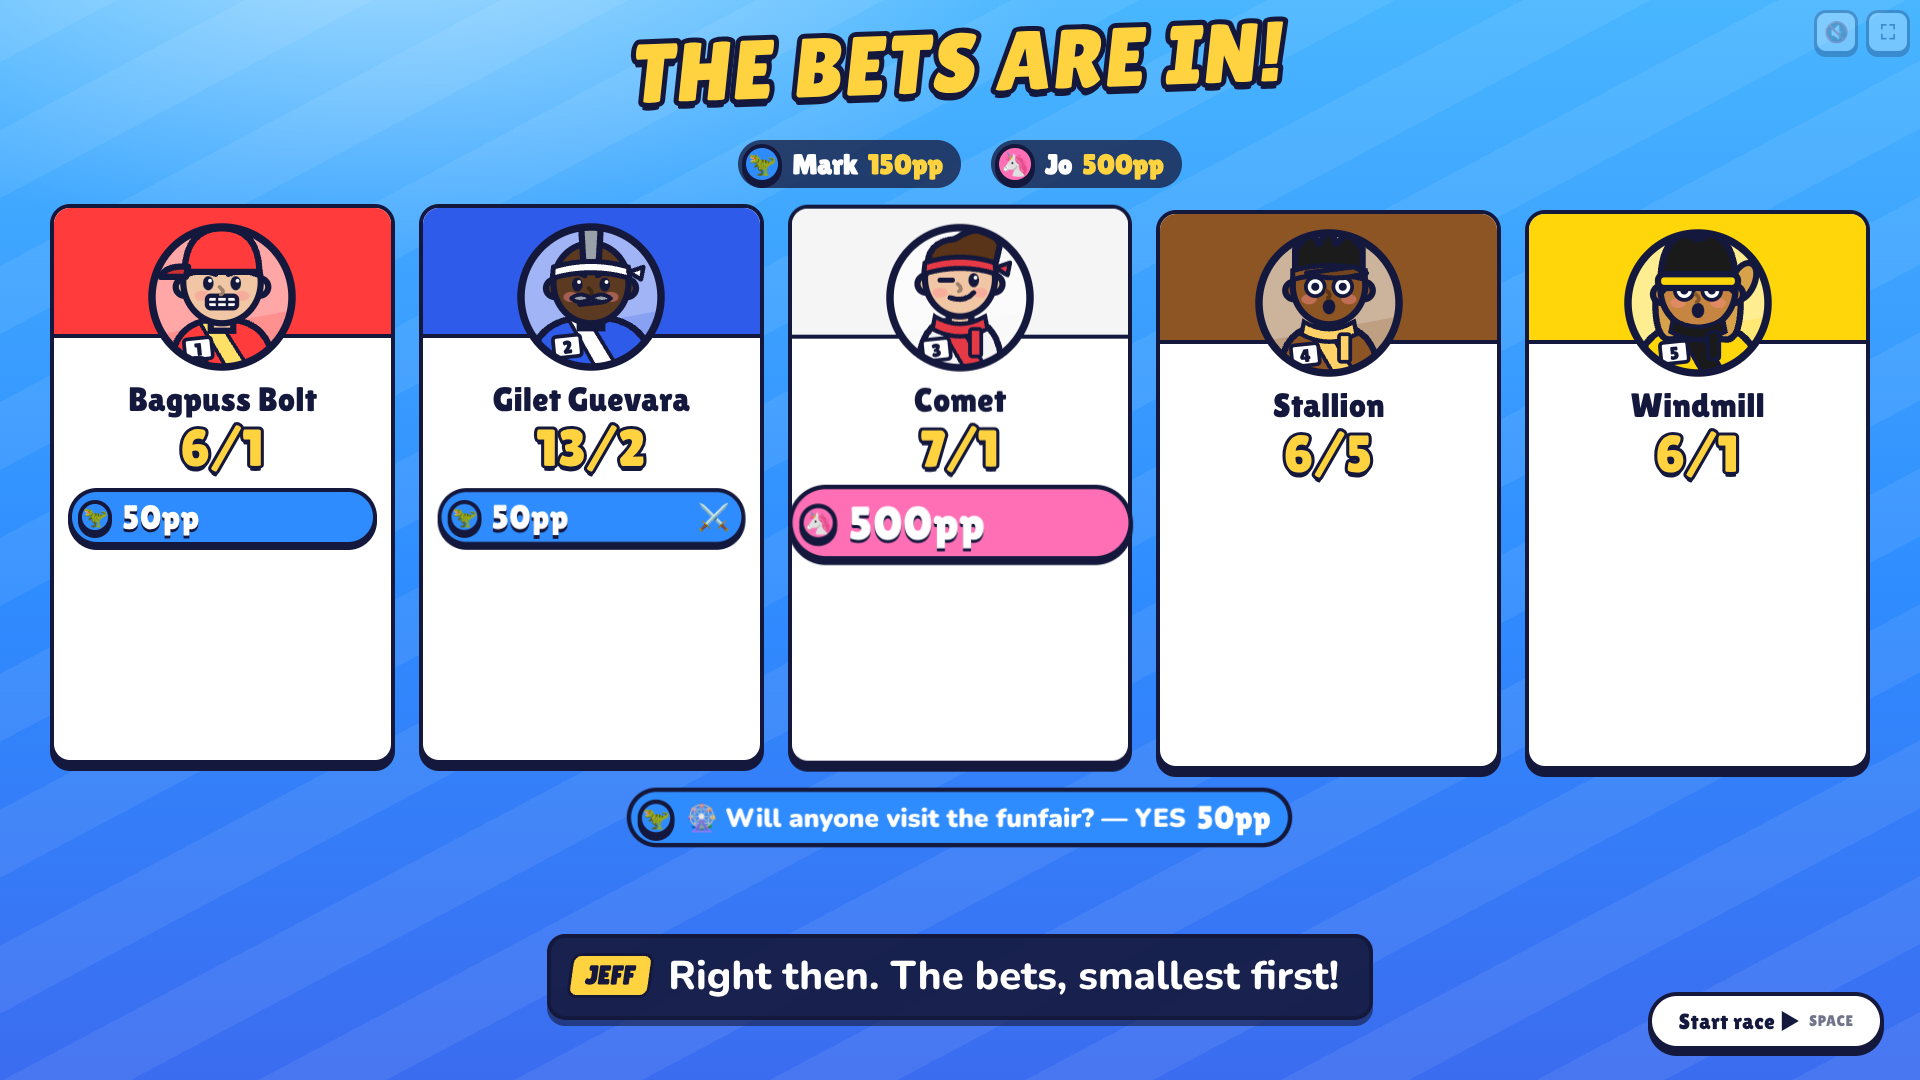 THE BETS ARE IN!
Mark 150pp
Jo 500pp
1
Bagpuss Bolt
6/1
50pp
2
Gilet Guevara
13/2
50pp
3
Comet
7/1
500pp
4
Stallion
6/5
5
Windmill
6/1
Will anyone visit the funfair? — YES 50pp
JEFF Right then. The bets, smallest first!
Start race ▶ SPACE